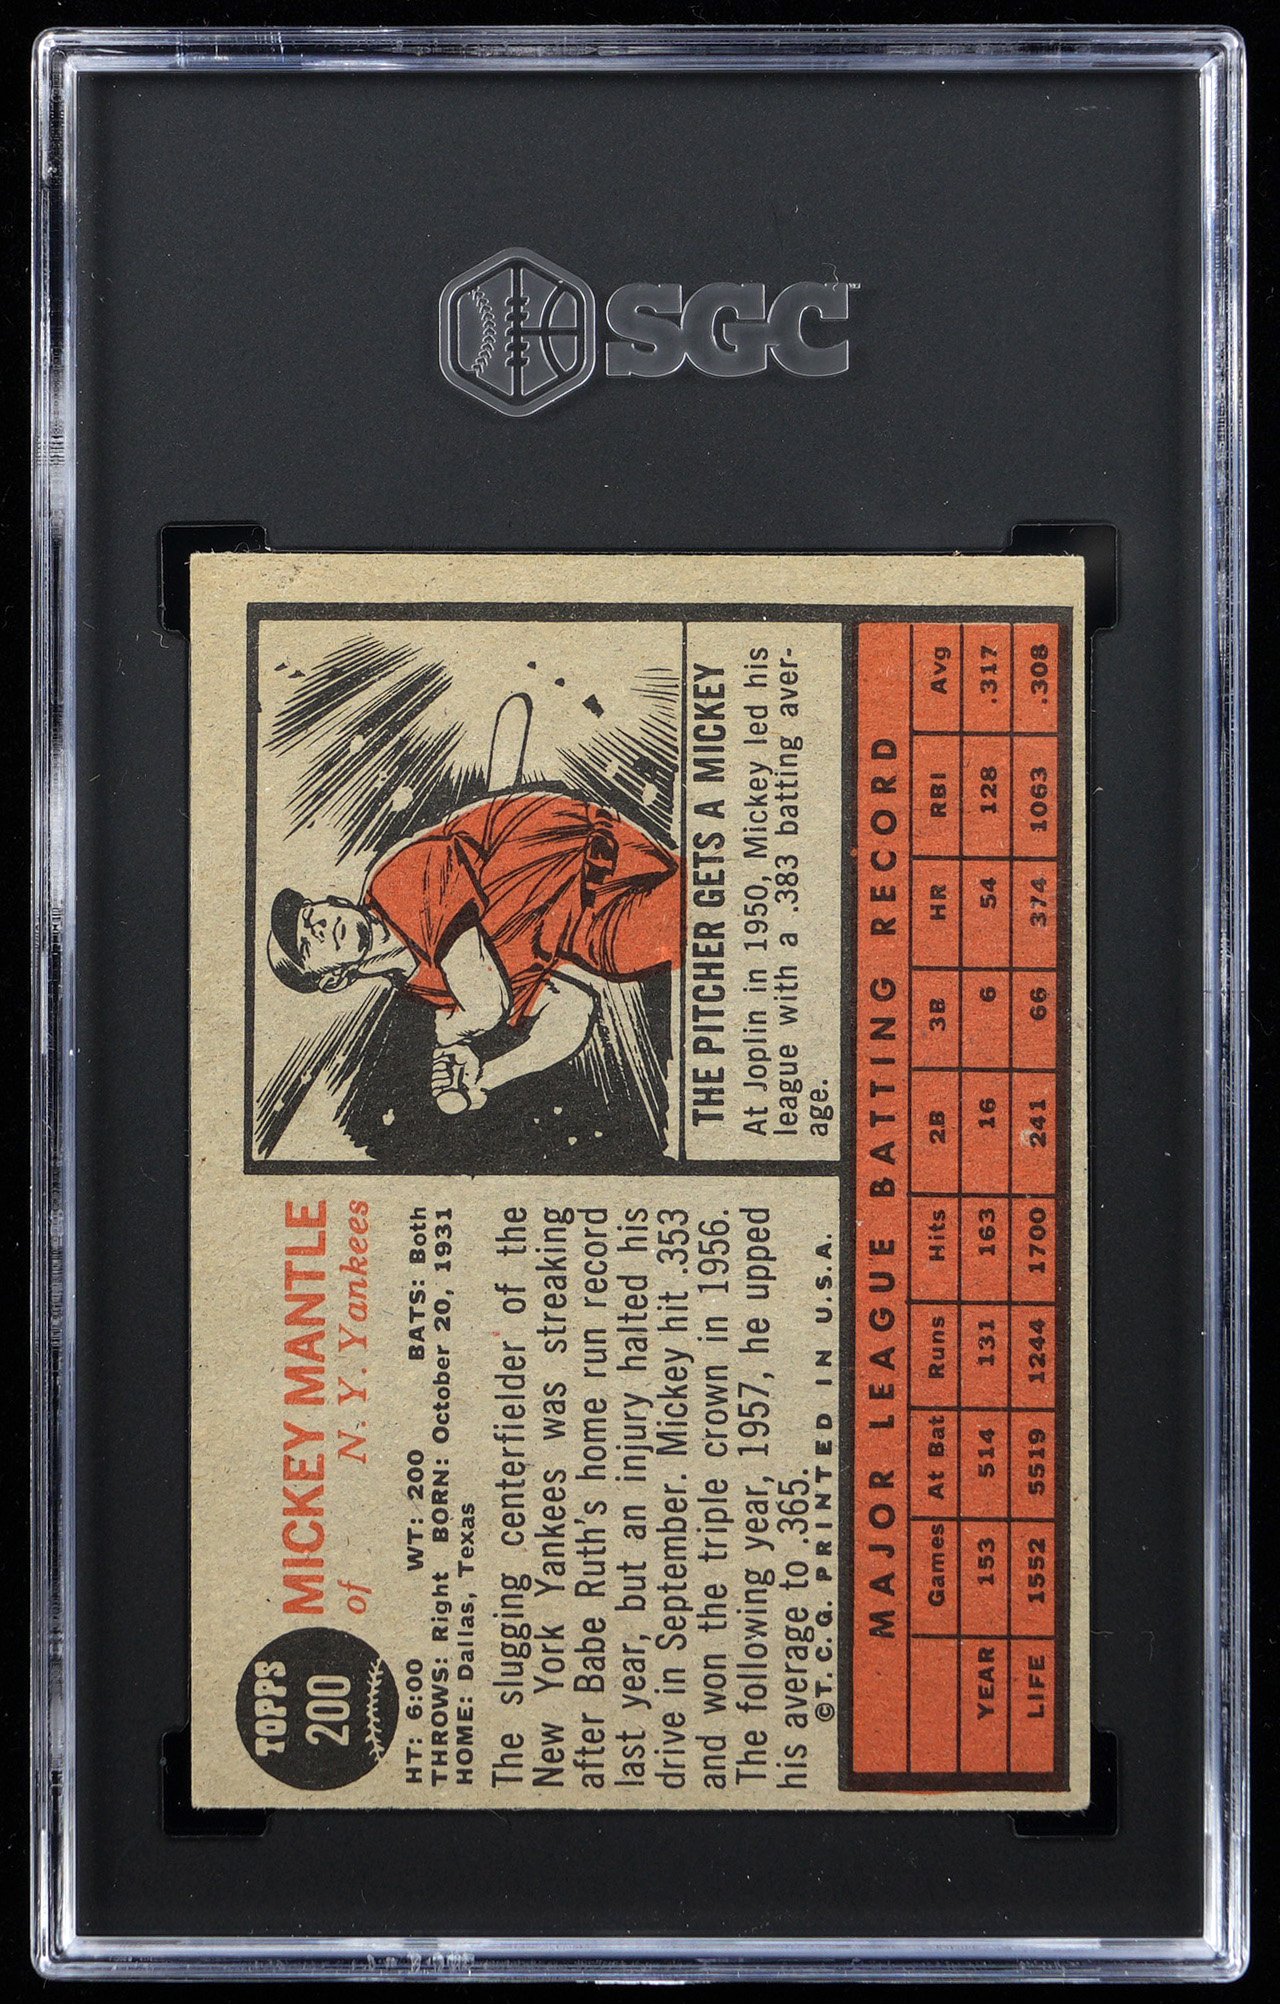 SGC
TOPPS
200
MICKEY MANTLE
of N. Y. Yankees
HT: 6:00 WT: 200 BATS: Both
THROWS: Right BORN: October 20, 1931
HOME: Dallas, Texas
The slugging centerfielder of the
New York Yankees was streaking
after Babe Ruth's home run record
last year, but an injury halted his
drive in September. Mickey hit .353
and won the triple crown in 1956.
The following year, 1957, he upped
his average to .365.
©T.C.G. PRINTED IN U.S.A.
THE PITCHER GETS A MICKEY
At Joplin in 1950, Mickey led his
league with a .383 batting aver-
age.
MAJOR LEAGUE BATTING RECORD
Games At Bat Runs Hits 2B 3B HR RBI Avg
YEAR 153 514 131 163 16 6 54 128 .317
LIFE 1552 5519 1244 1700 241 66 374 1063 .308